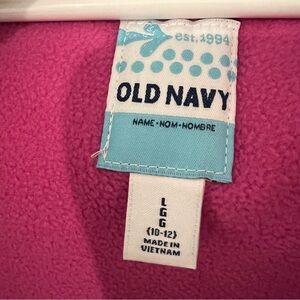 est. 1994
OLD NAVY
NAME • NOM • NOMBRE
L
G
G
(10-12)
MADE IN
VIETNAM